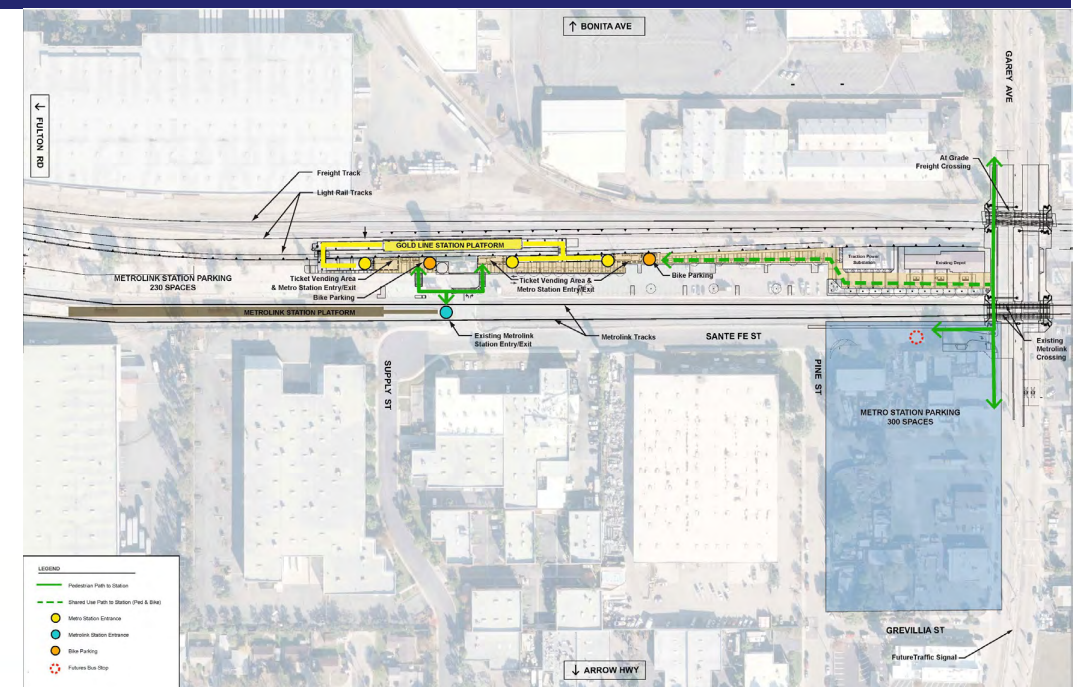 ↑ BONITA AVE
GAREY AVE
↓ FULTON RD
At Grade
Freight Crossing
Freight Track
Light Rail Tracks
GOLD LINE STATION PLATFORM
Traction Power
Substation
Existing Depot
METROLINK STATION PARKING
230 SPACES
Ticket Vending Area
& Metro Station Entry/Exit
Bike Parking
Ticket Vending Area &
Metro Station Entry/Exit
Bike Parking
METROLINK STATION PLATFORM
Existing Metrolink
Station Entry/Exit
Metrolink Tracks
SANTE FE ST
Existing
Metrolink
Crossing
SUPPLY ST
PINE ST
METRO STATION PARKING
300 SPACES
LEGEND
Pedestrian Path to Station
Shared Use Path to Station (Ped & Bike)
Metro Station Entrance
Metrolink Station Entrance
Bike Parking
Futures Bus Stop
GREVILLIA ST
FutureTraffic Signal
↓ ARROW HWY